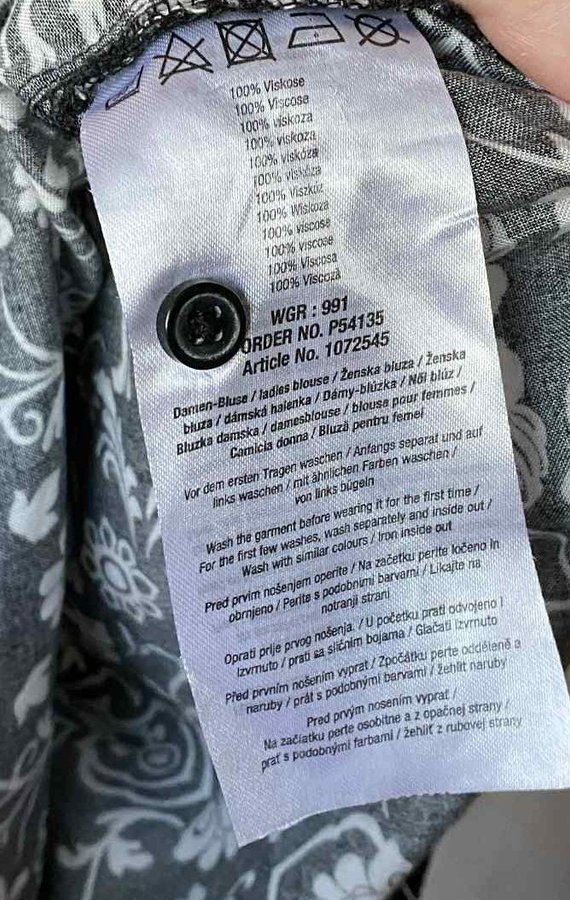 100% Viskose
100% Viscose
100% viskoza
100% viskoza
100% viskóza
100% viskóza
100% Viszkóz
100% Wiskoza
100% viscose
100% viscose
100% Viscosa
100% Viscoză
WGR : 991
ORDER NO. P54135
Article No. 1072545
Damen-Bluse / ladies blouse / Ženska bluza / Ženska
bluza / dámská halenka / Dámy-blúzka / Női blúz /
Bluzka damska / damesblouse / blouse pour femmes /
Camicia donna / Bluză pentru femei
Vor dem ersten Tragen waschen / Anfangs separat und auf
links waschen / mit ähnlichen Farben waschen /
von links bügeln
Wash the garment before wearing it for the first time /
For the first few washes, wash separately and inside out /
Wash with similar colours / Iron inside out
Pred prvim nošenjem operite / Na začetku perite ločeno in
obrnjeno / Perite s podobnimi barvami / Likajte na
notranji strani
Oprati prije prvog nošenja. / U početku prati odvojeno i
izvrnuto / prati sa sličnim bojama / Glačati izvrnuto
Před prvním nošením vyprat / Zpočátku perte odděleně a
naruby / prát s podobnými barvami / žehlit naruby
Pred prvým nosením vyprať /
Na začiatku perte osobitne a z opačnej strany /
prať s podobnými farbami / žehliť z rubovej strany